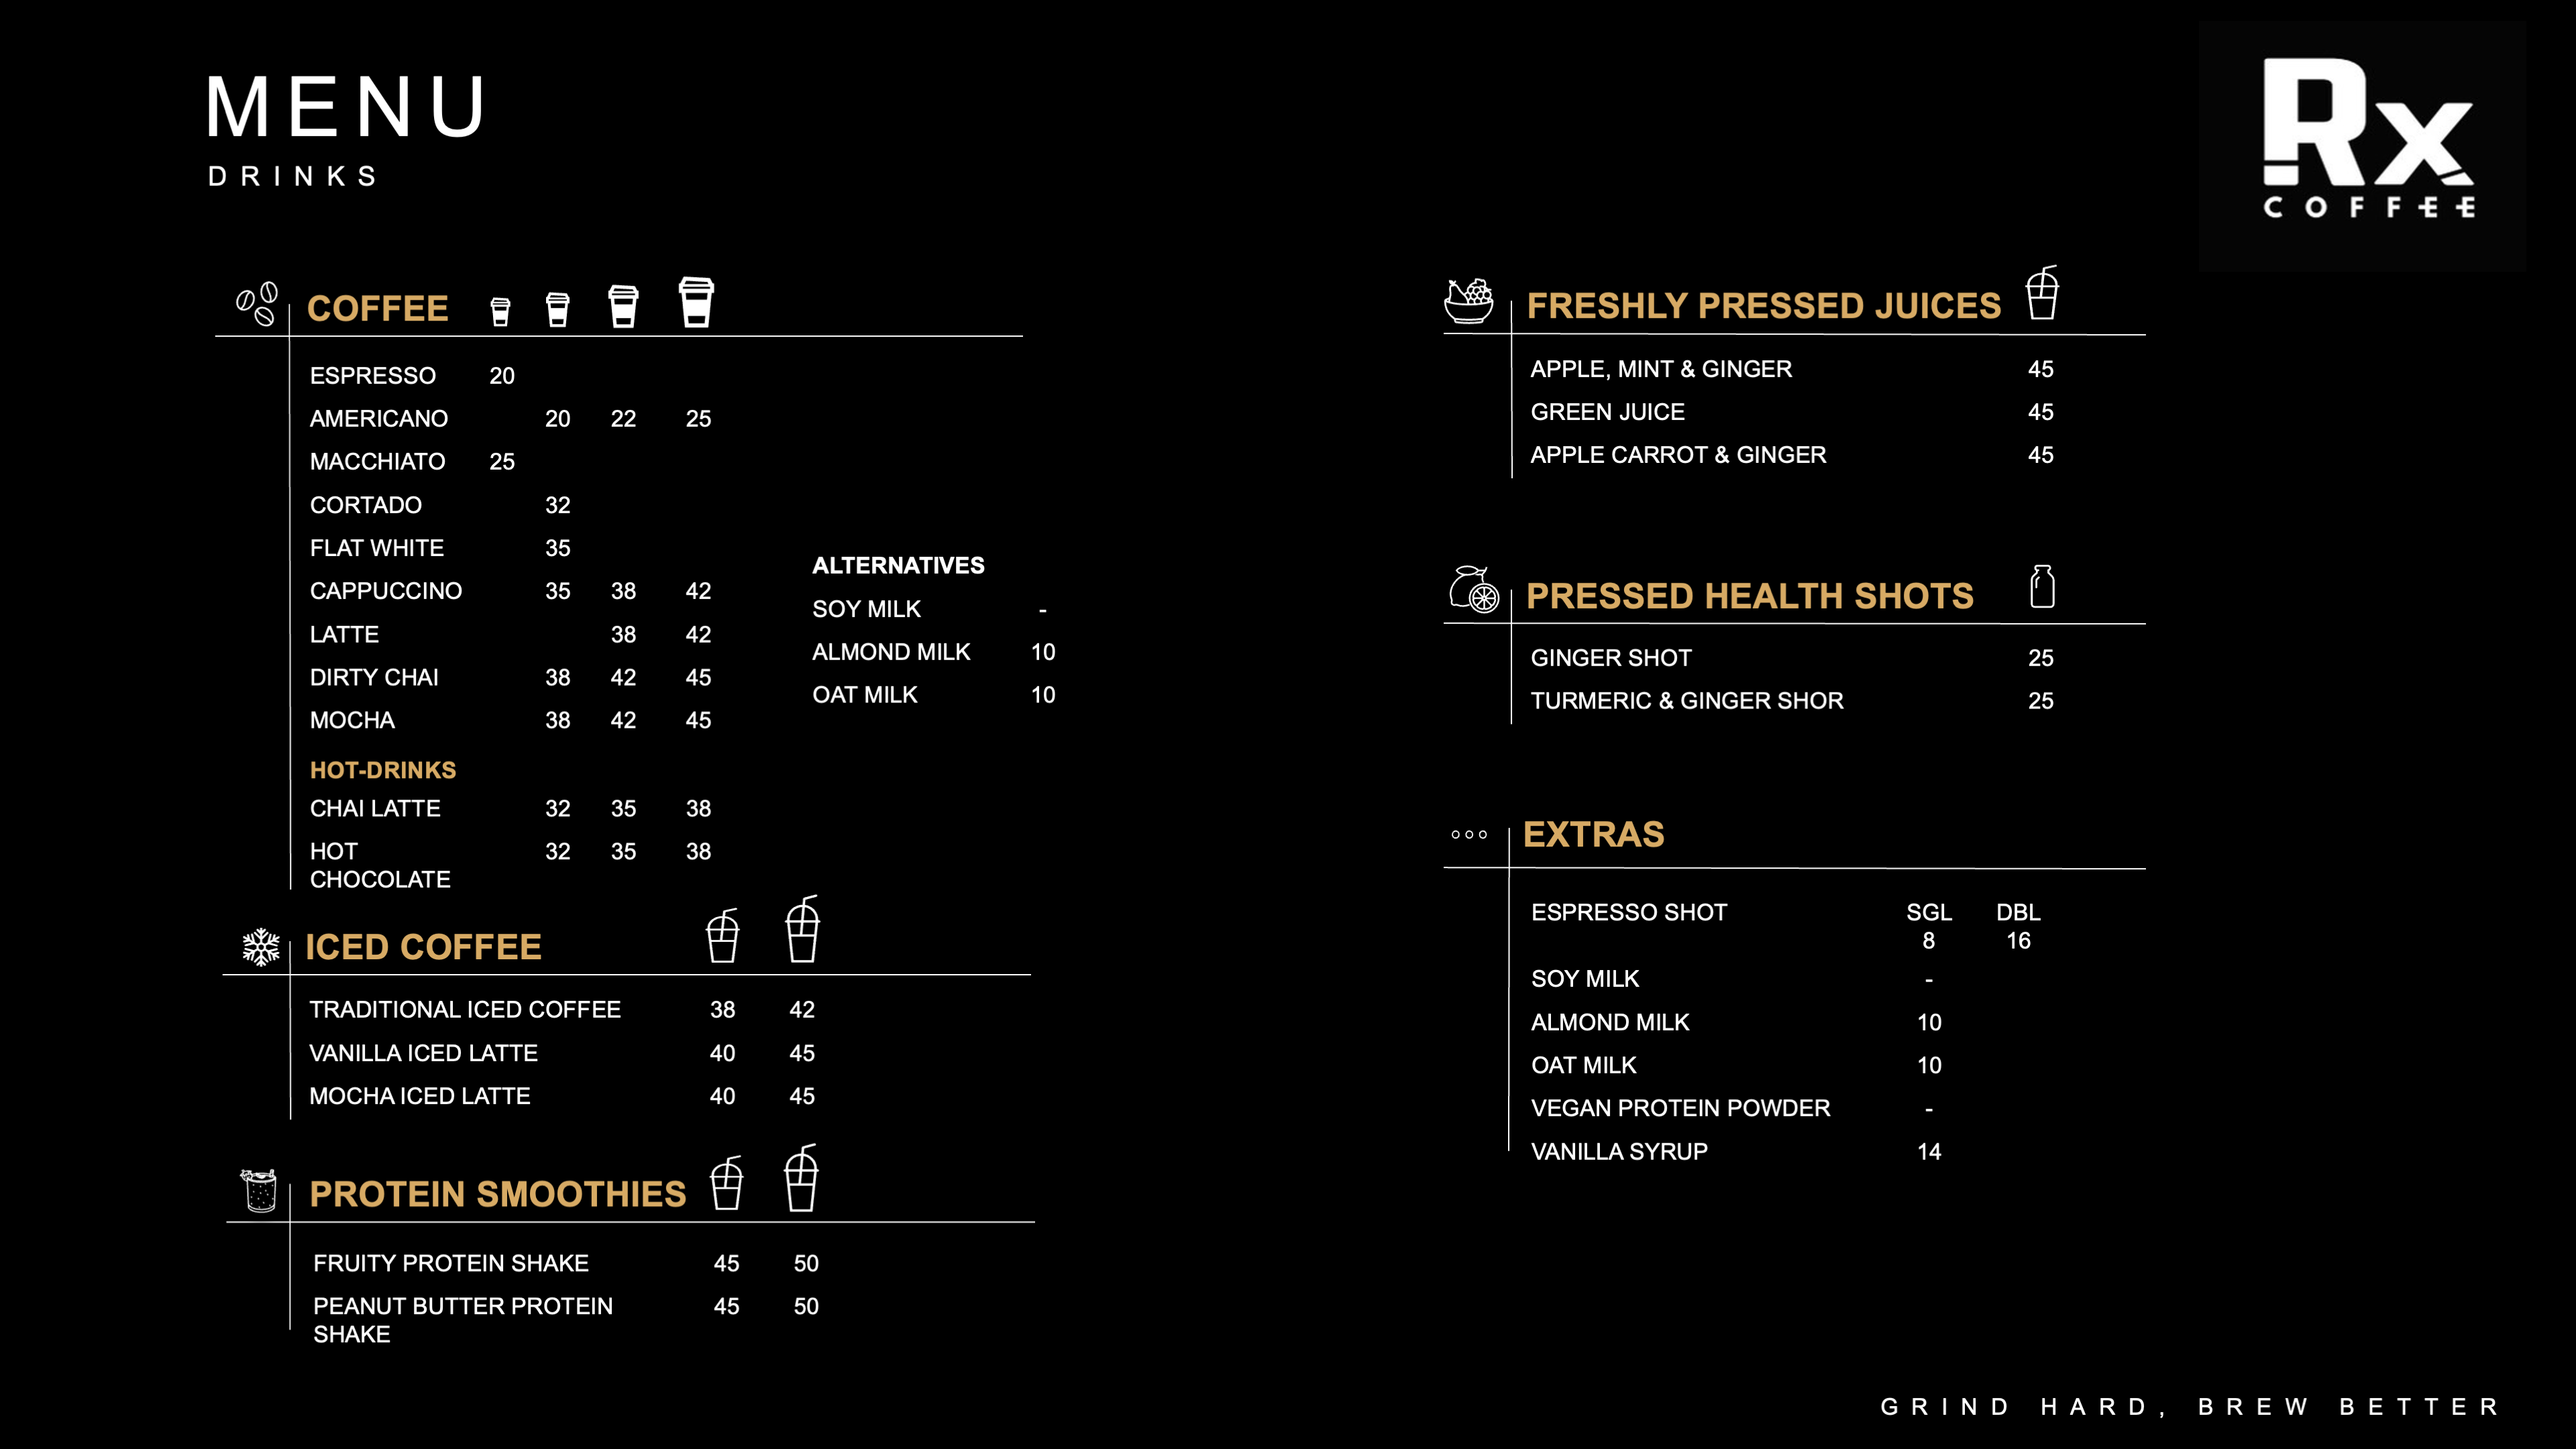 MENU
DRINKS
Rx
COFFEE
COFFEE
ESPRESSO 20
AMERICANO 20 22 25
MACCHIATO 25
CORTADO 32
FLAT WHITE 35
CAPPUCCINO 35 38 42
LATTE 38 42
DIRTY CHAI 38 42 45
MOCHA 38 42 45
HOT-DRINKS
CHAI LATTE 32 35 38
HOT 32 35 38
CHOCOLATE
ALTERNATIVES
SOY MILK -
ALMOND MILK 10
OAT MILK 10
ICED COFFEE
TRADITIONAL ICED COFFEE 38 42
VANILLA ICED LATTE 40 45
MOCHA ICED LATTE 40 45
PROTEIN SMOOTHIES
FRUITY PROTEIN SHAKE 45 50
PEANUT BUTTER PROTEIN 45 50
SHAKE
FRESHLY PRESSED JUICES
APPLE, MINT & GINGER 45
GREEN JUICE 45
APPLE CARROT & GINGER 45
PRESSED HEALTH SHOTS
GINGER SHOT 25
TURMERIC & GINGER SHOR 25
EXTRAS
ESPRESSO SHOT SGL DBL
8 16
SOY MILK -
ALMOND MILK 10
OAT MILK 10
VEGAN PROTEIN POWDER -
VANILLA SYRUP 14
GRIND HARD, BREW BETTER